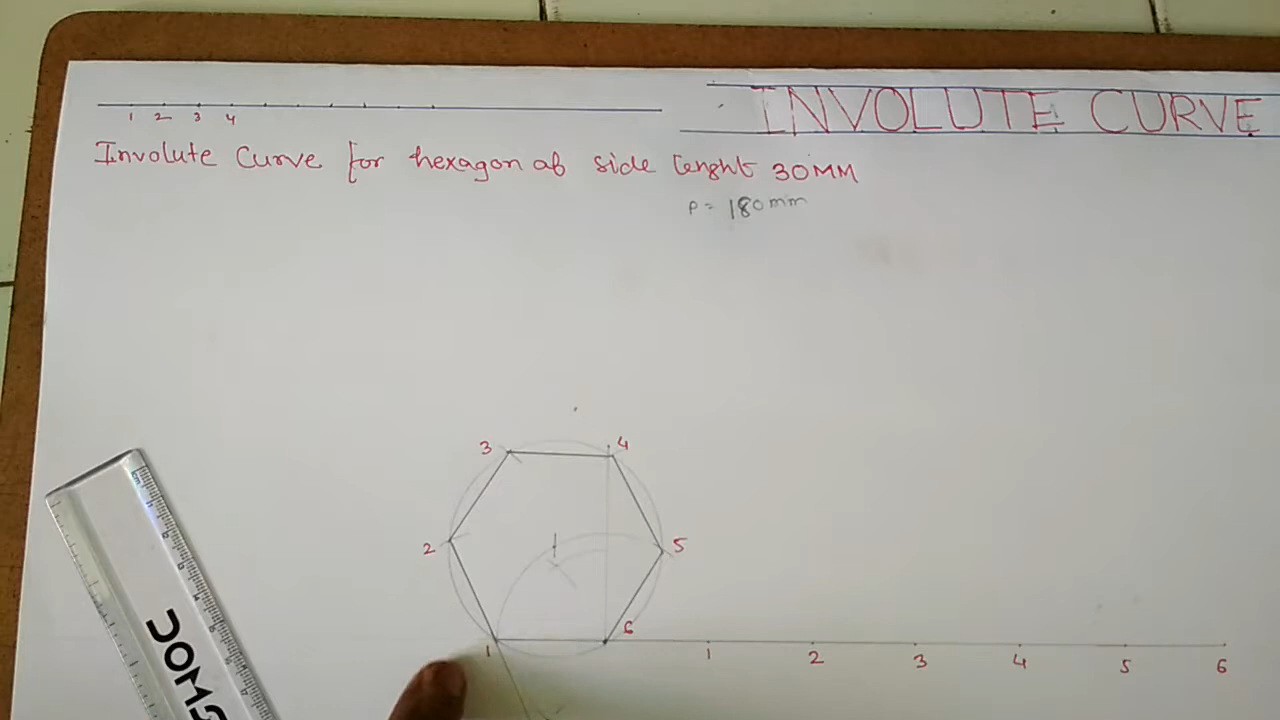 INVOLUTE CURVE
1 2 3 4
Involute Curve for hexagon of side lenght 30MM
P = 180mm
3 4
2 5
6
1 1 2 3 4 5 6
DOMS